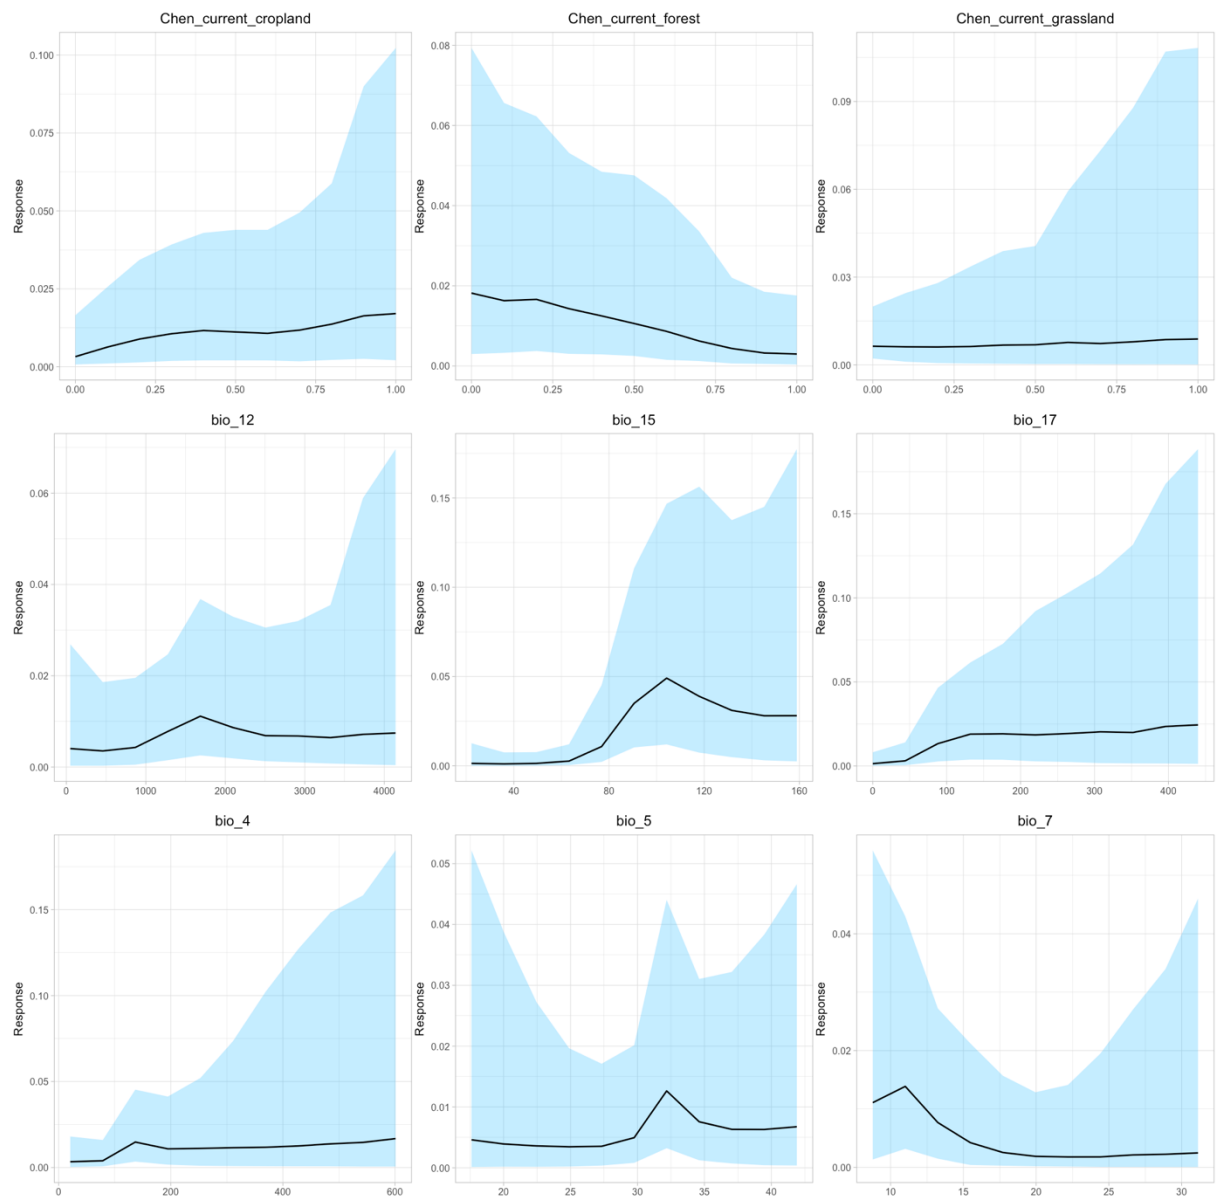 Chen_current_cropland
Response
0.100
0.075
0.050
0.025
0.000
0.00 0.25 0.50 0.75 1.00
Chen_current_forest
Response
0.08
0.06
0.04
0.02
0.00
0.00 0.25 0.50 0.75 1.00
Chen_current_grassland
Response
0.09
0.06
0.03
0.00
0.00 0.25 0.50 0.75 1.00
bio_12
Response
0.06
0.04
0.02
0.00
0 1000 2000 3000 4000
bio_15
Response
0.15
0.10
0.05
0.00
40 80 120 160
bio_17
Response
0.15
0.10
0.05
0.00
0 100 200 300 400
bio_4
Response
0.15
0.10
0.05
0.00
0 200 400 600
bio_5
Response
0.05
0.04
0.03
0.02
0.01
0.00
20 25 30 35 40
bio_7
Response
0.04
0.02
0.00
10 15 20 25 30